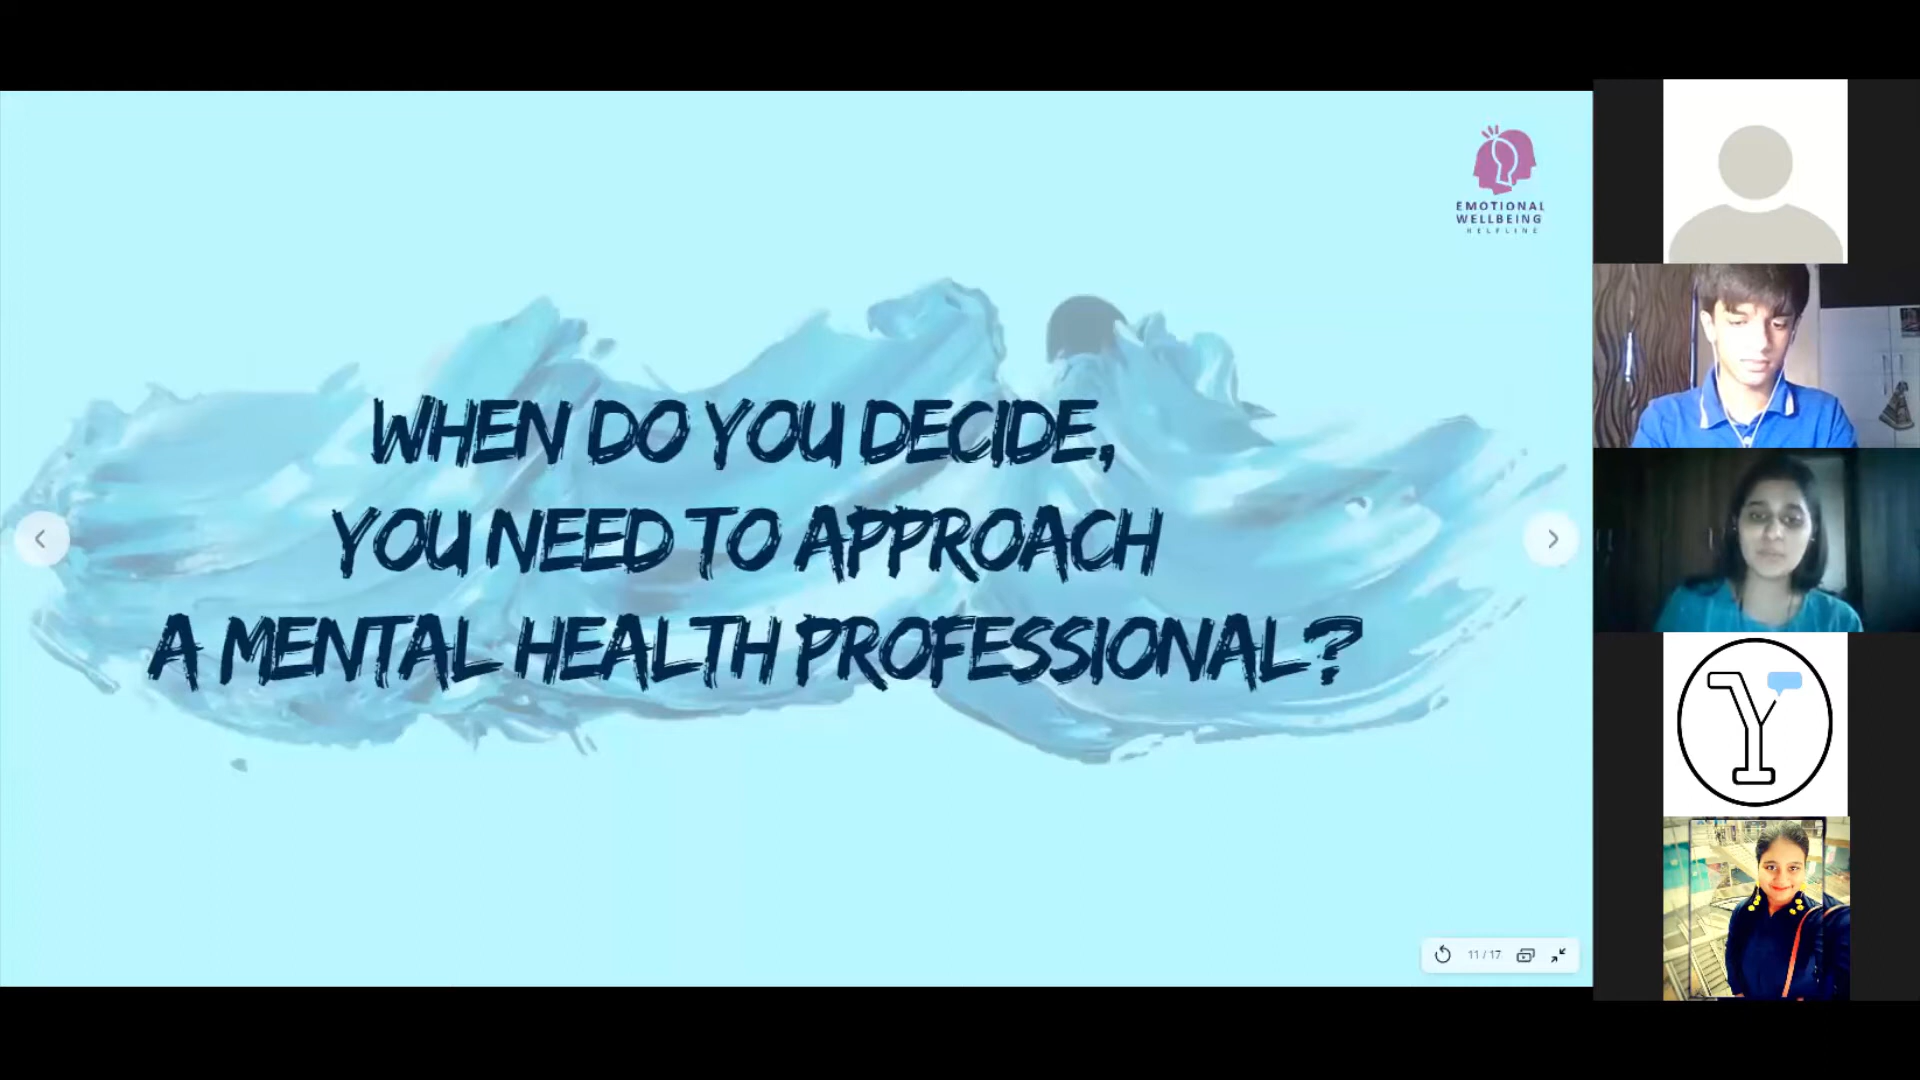 EMOTIONAL
WELLBEING
HELPLINE
WHEN DO YOU DECIDE,
YOU NEED TO APPROACH
A MENTAL HEALTH PROFESSIONAL?
11 / 17